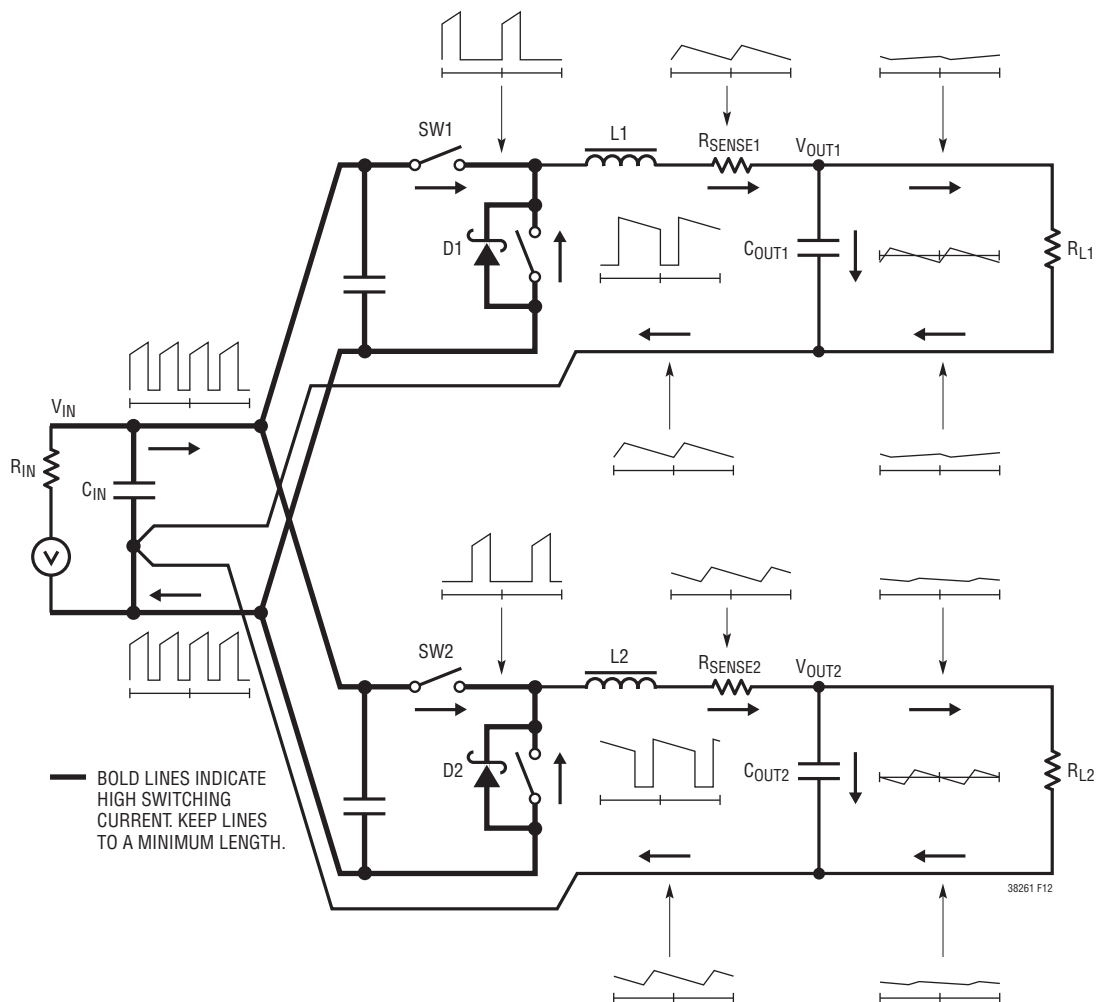 SW1
L1
RSENSE1
VOUT1
D1
COUT1
RL1
VIN
RIN
CIN
V
SW2
L2
RSENSE2
VOUT2
BOLD LINES INDICATE
HIGH SWITCHING
CURRENT. KEEP LINES
TO A MINIMUM LENGTH.
D2
COUT2
RL2
38261 F12